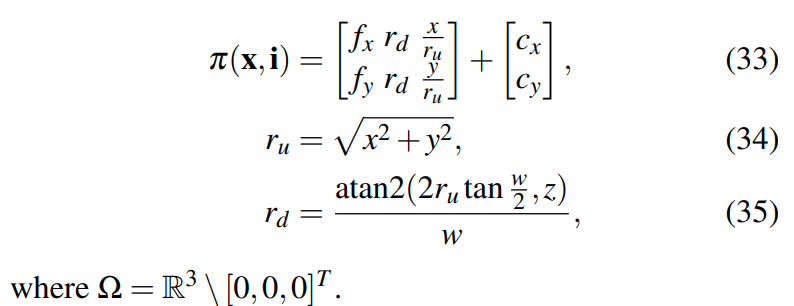 π(x, i) = [f_x r_d x/r_u; f_y r_d y/r_u] + [c_x; c_y], (33)
r_u = √(x² + y²), (34)
r_d = atan2(2r_u tan w/2, z) / w, (35)
where Ω = ℝ³ \ [0, 0, 0]ᵀ.